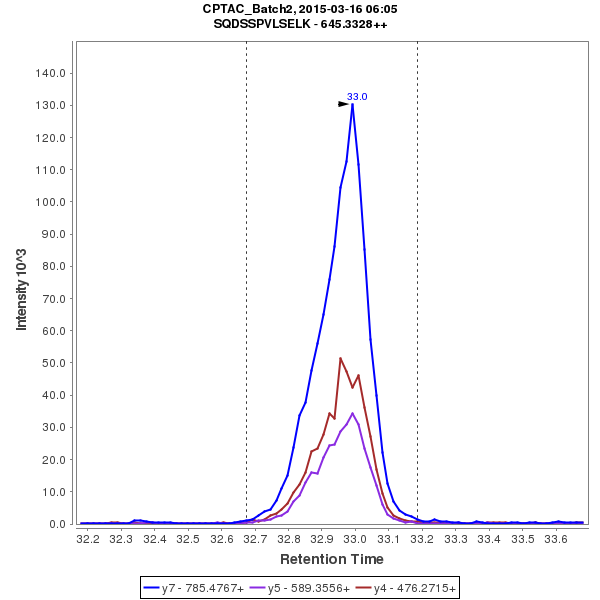 CPTAC_Batch2, 2015-03-16 06:05
SQDSSPVLSELK - 645.3328++
33.0
Intensity 10^3
140.0
130.0
120.0
110.0
100.0
90.0
80.0
70.0
60.0
50.0
40.0
30.0
20.0
10.0
0.0
32.2 32.3 32.4 32.5 32.6 32.7 32.8 32.9 33.0 33.1 33.2 33.3 33.4 33.5 33.6
Retention Time
y7 - 785.4767+ y5 - 589.3556+ y4 - 476.2715+